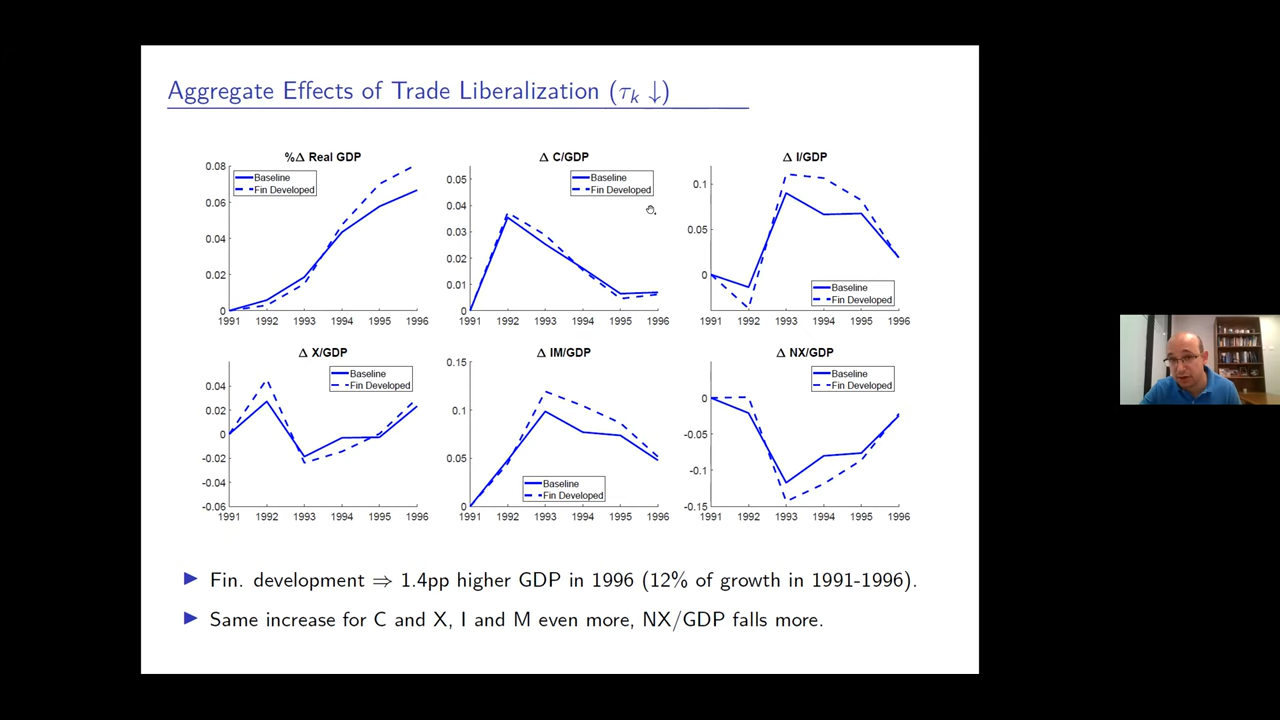 Aggregate Effects of Trade Liberalization (τk ↓)
%Δ Real GDP
0.08
0.06
0.04
0.02
0
Baseline
Fin Developed
1991 1992 1993 1994 1995 1996
Δ C/GDP
0.05
0.04
0.03
0.02
0.01
0
Baseline
Fin Developed
1991 1992 1993 1994 1995 1996
Δ I/GDP
0.1
0.05
0
Baseline
Fin Developed
1991 1992 1993 1994 1995 1996
Δ X/GDP
0.04
0.02
0
-0.02
-0.04
-0.06
Baseline
Fin Developed
1991 1992 1993 1994 1995 1996
Δ IM/GDP
0.15
0.1
0.05
0
Baseline
Fin Developed
1991 1992 1993 1994 1995 1996
Δ NX/GDP
0
-0.05
-0.1
-0.15
Baseline
Fin Developed
1991 1992 1993 1994 1995 1996
▶ Fin. development ⇒ 1.4pp higher GDP in 1996 (12% of growth in 1991-1996).
▶ Same increase for C and X, I and M even more, NX/GDP falls more.